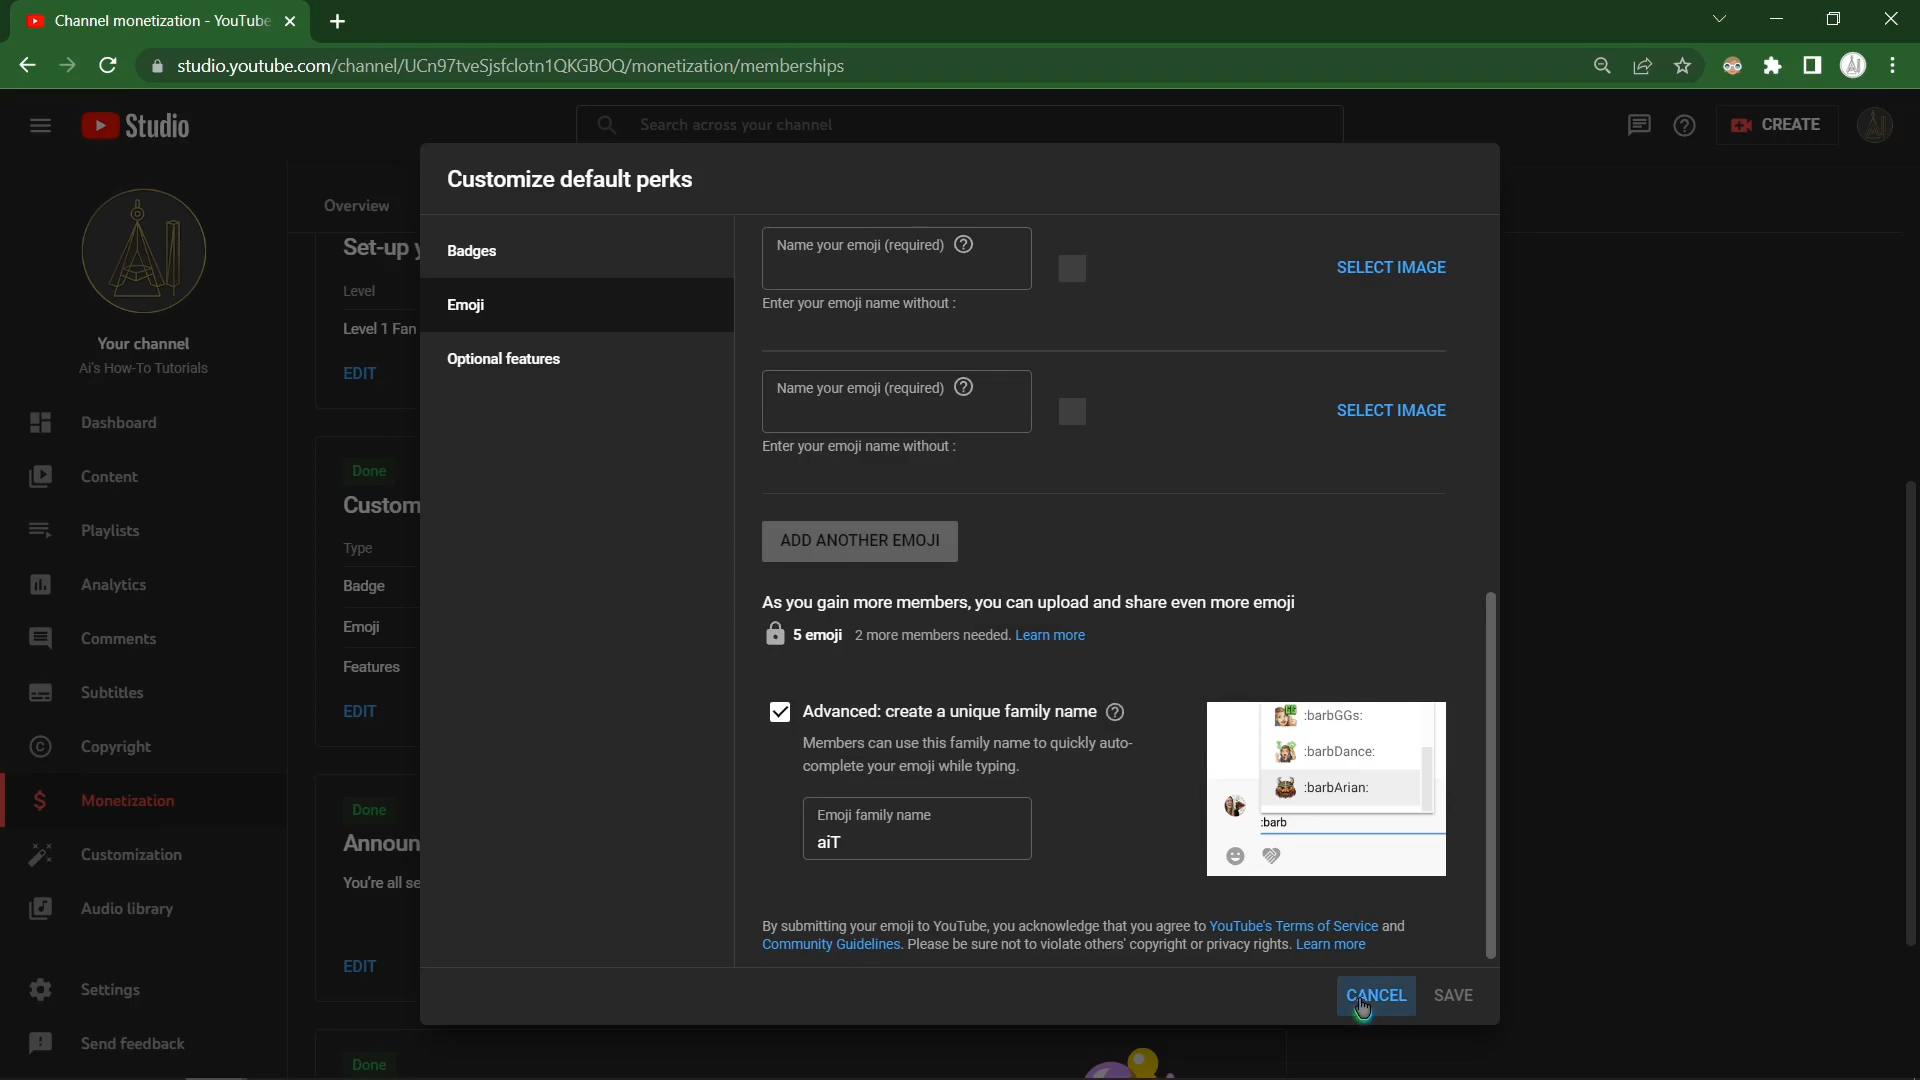 Channel monetization - YouTube
studio.youtube.com/channel/UCn97tveSjsfclotn1QKGBOQ/monetization/memberships
Studio
Search across your channel
CREATE
Your channel
Ai's How-To Tutorials
Dashboard
Content
Playlists
Analytics
Comments
Subtitles
Copyright
Monetization
Customization
Audio library
Settings
Send feedback
Overview
Set-up y
Level
Level 1 Fan
EDIT
Done
Custom
Type
Badge
Emoji
Features
EDIT
Done
Announ
You're all se
EDIT
Done
Customize default perks
Badges
Emoji
Optional features
Name your emoji (required)
SELECT IMAGE
Enter your emoji name without :
Name your emoji (required)
SELECT IMAGE
Enter your emoji name without :
ADD ANOTHER EMOJI
As you gain more members, you can upload and share even more emoji
5 emoji 2 more members needed. Learn more
Advanced: create a unique family name
Members can use this family name to quickly auto-
complete your emoji while typing.
Emoji family name
aiT
:barbGGs:
:barbDance:
:barbArian:
:barb
By submitting your emoji to YouTube, you acknowledge that you agree to YouTube's Terms of Service and
Community Guidelines. Please be sure not to violate others' copyright or privacy rights. Learn more
CANCEL SAVE